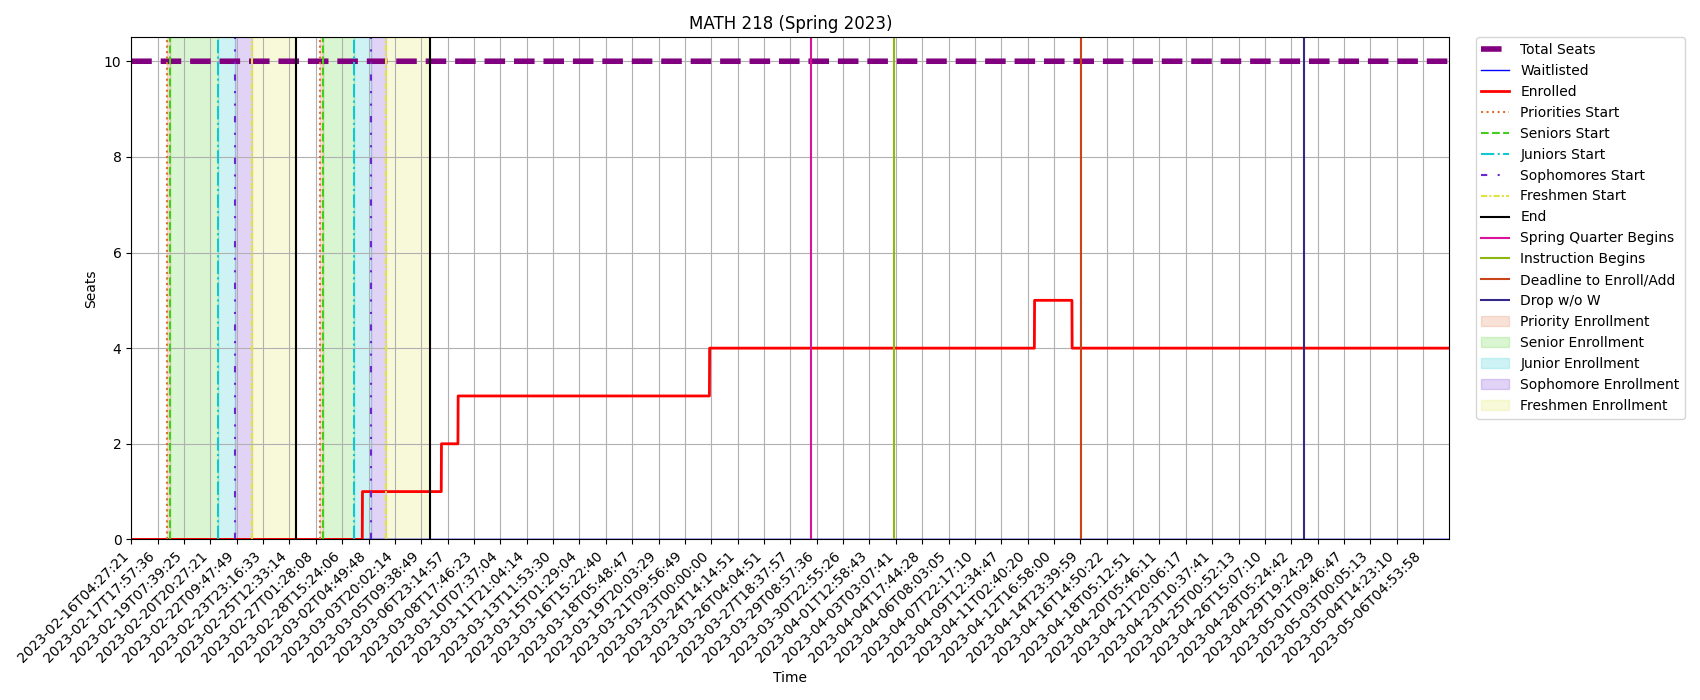 MATH 218 (Spring 2023)
Seats
10
8
6
4
2
0
2023-02-16T04:27:21
2023-02-17T17:57:36
2023-02-19T07:39:25
2023-02-20T20:27:21
2023-02-22T09:47:49
2023-02-23T23:16:33
2023-02-25T12:33:14
2023-02-27T01:28:08
2023-02-28T15:24:06
2023-03-02T04:49:48
2023-03-03T20:02:14
2023-03-05T09:38:49
2023-03-06T23:14:57
2023-03-08T17:46:23
2023-03-10T07:37:04
2023-03-11T21:04:14
2023-03-13T11:53:30
2023-03-15T01:29:04
2023-03-16T15:22:40
2023-03-18T05:48:47
2023-03-19T20:03:29
2023-03-21T09:56:49
2023-03-23T00:00:00
2023-03-24T14:14:51
2023-03-26T04:04:51
2023-03-27T18:37:57
2023-03-29T08:57:36
2023-03-30T22:55:26
2023-04-01T12:58:43
2023-04-03T03:07:41
2023-04-04T17:44:28
2023-04-06T08:03:05
2023-04-07T22:17:10
2023-04-09T12:34:47
2023-04-11T02:40:20
2023-04-12T16:58:00
2023-04-14T23:39:59
2023-04-16T14:50:22
2023-04-18T05:12:51
2023-04-20T05:46:11
2023-04-21T20:06:17
2023-04-23T10:37:41
2023-04-25T00:52:13
2023-04-26T15:07:10
2023-04-28T05:24:42
2023-04-29T19:24:29
2023-05-01T09:46:47
2023-05-03T00:05:13
2023-05-04T14:23:10
2023-05-06T04:53:58
Time
Total Seats
Waitlisted
Enrolled
Priorities Start
Seniors Start
Juniors Start
Sophomores Start
Freshmen Start
End
Spring Quarter Begins
Instruction Begins
Deadline to Enroll/Add
Drop w/o W
Priority Enrollment
Senior Enrollment
Junior Enrollment
Sophomore Enrollment
Freshmen Enrollment